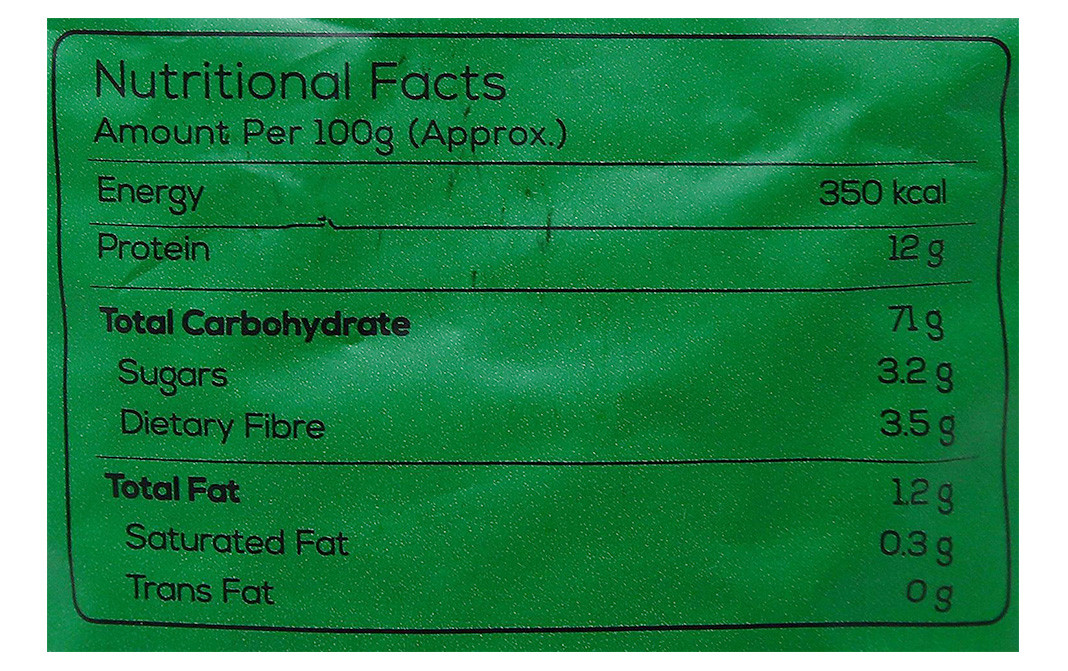 Nutritional Facts
Amount Per 100g (Approx.)
Energy 350 kcal
Protein 12 g
Total Carbohydrate 71 g
Sugars 3.2 g
Dietary Fibre 3.5 g
Total Fat 1.2 g
Saturated Fat 0.3 g
Trans Fat 0 g